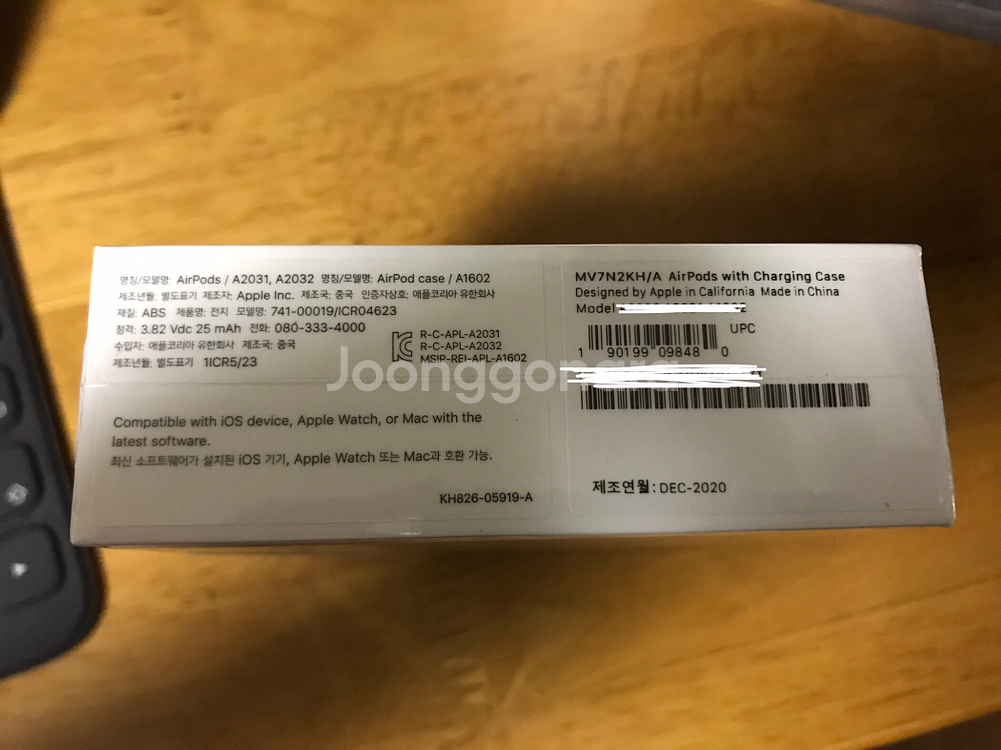 명칭/모델명: AirPods / A2031, A2032 명칭/모델명: AirPod case / A1602
제조년월: 별도표기 제조자: Apple Inc. 제조국: 중국 인증자상호: 애플코리아 유한회사
재질: ABS 제품명: 전지 모델명: 741-00019/ICR04623
정격: 3.82 Vdc 25 mAh 전화: 080-333-4000
수입자: 애플코리아 유한회사 제조국: 중국
제조년월: 별도표기 1ICR5/23
R-C-APL-A2031
R-C-APL-A2032
MSIP-REI-APL-A1602
Compatible with iOS device, Apple Watch, or Mac with the
latest software.
최신 소프트웨어가 설치된 iOS 기기, Apple Watch 또는 Mac과 호환 가능.
KH826-05919-A
MV7N2KH/A AirPods with Charging Case
Designed by Apple in California Made in China
Model
UPC
1 90199 09848 0
제조연월: DEC-2020
Joonggonara